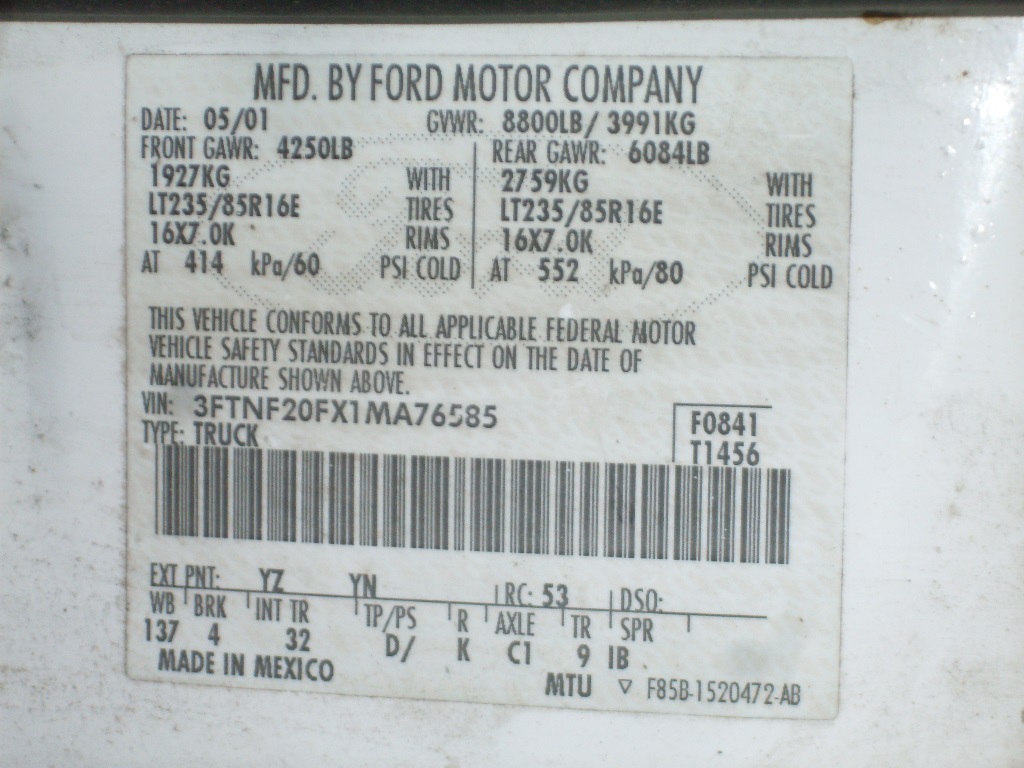 MFD. BY FORD MOTOR COMPANY
DATE: 05/01 GVWR: 8800LB/ 3991KG
FRONT GAWR: 4250LB REAR GAWR: 6084LB
1927KG WITH 2759KG WITH
LT235/85R16E TIRES LT235/85R16E TIRES
16X7.0K RIMS 16X7.0K RIMS
AT 414 kPa/60 PSI COLD AT 552 kPa/80 PSI COLD
THIS VEHICLE CONFORMS TO ALL APPLICABLE FEDERAL MOTOR
VEHICLE SAFETY STANDARDS IN EFFECT ON THE DATE OF
MANUFACTURE SHOWN ABOVE.
VIN: 3FTNF20FX1MA76585 F0841
TYPE: TRUCK T1456
EXT PNT: YZ YN RC: 53 DSO:
WB BRK INT TR TP/PS R AXLE TR SPR
137 4 32 D/ K C1 9 IB
MADE IN MEXICO
MTU ▽ F85B-1520472-AB